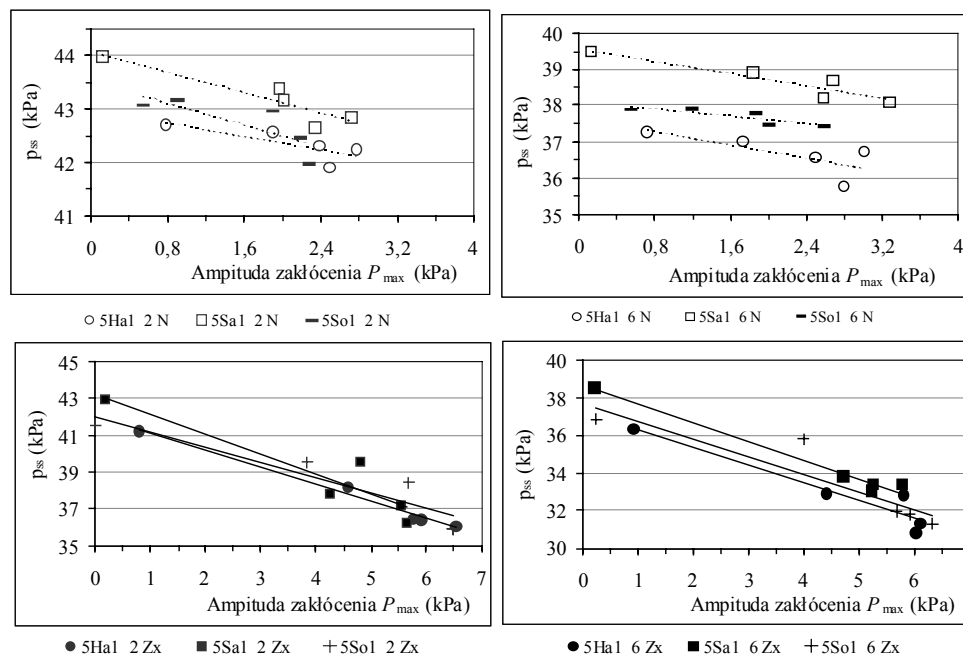 44
43
42
41
p_ss (kPa)
0 0,8 1,6 2,4 3,2 4
Ampituda zakłócenia P_max (kPa)
5Ha1 2 N 5Sa1 2 N 5So1 2 N
40
39
38
37
36
35
p_ss (kPa)
0 0,8 1,6 2,4 3,2 4
Ampituda zakłócenia P_max (kPa)
5Ha1 6 N 5Sa1 6 N 5So1 6 N
45
43
41
39
36
35
p_ss (kPa)
0 1 2 3 4 5 6 7
Ampituda zakłócenia P_max (kPa)
5Ha1 2 Zx 5Sa1 2 Zx 5So1 2 Zx
40
38
36
34
32
30
p_ss (kPa)
0 1 2 3 4 5 6
Ampituda zakłócenia P_max (kPa)
5Ha1 6 Zx 5Sa1 6 Zx 5So1 6 Zx